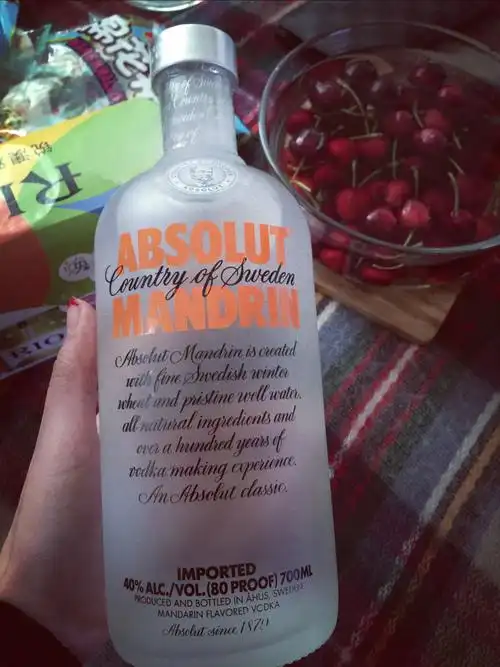 ABSOLUT
Country of Sweden
MANDRIN
Absolut Mandrin is created
with fine Swedish winter
wheat and pristine well water,
all natural ingredients and
over a hundred years of
vodka making experience.
An Absolut classic.
IMPORTED
40% ALC./VOL.(80 PROOF) 700ML
PRODUCED AND BOTTLED IN ÅHUS, SWEDEN
MANDARIN FLAVORED VODKA
Absolut since 1879
RI
RIO